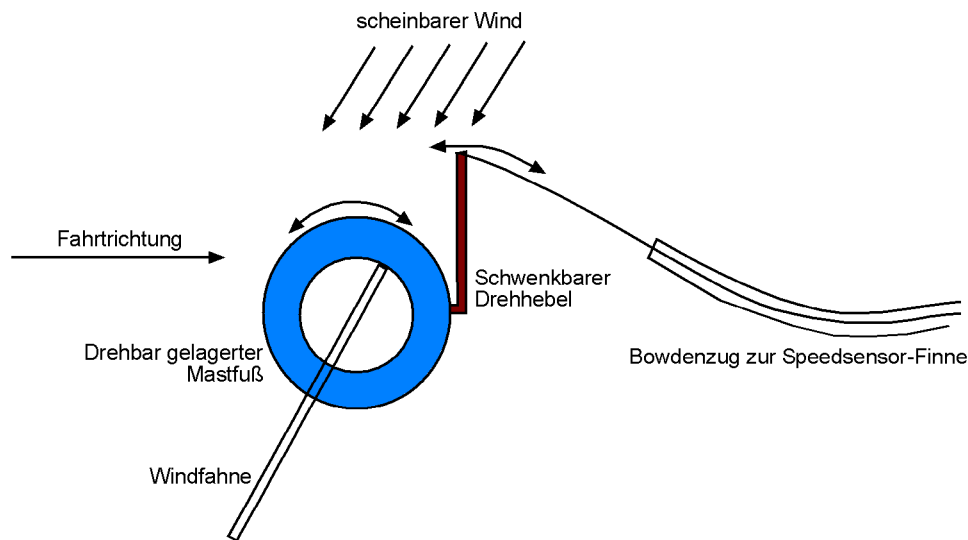 scheinbarer Wind
Fahrtrichtung
Schwenkbarer
Drehhebel
Drehbar gelagerter
Mastfuß
Bowdenzug zur Speedsensor-Finne
Windfahne